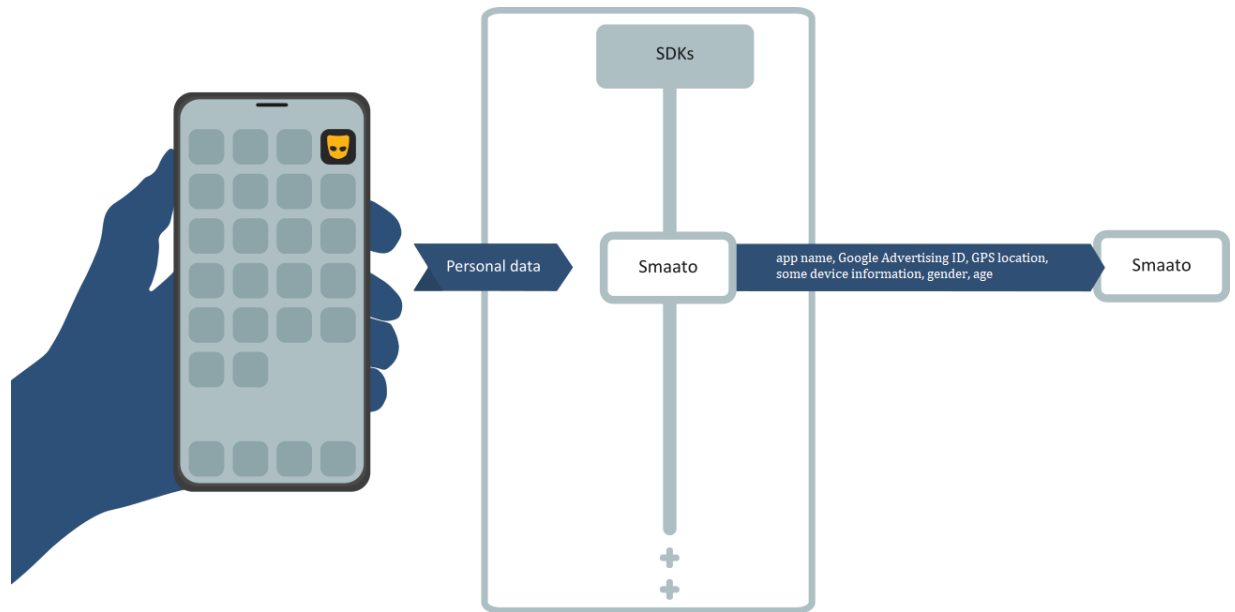 SDKs
Personal data
Smaato
app name, Google Advertising ID, GPS location,
some device information, gender, age
Smaato